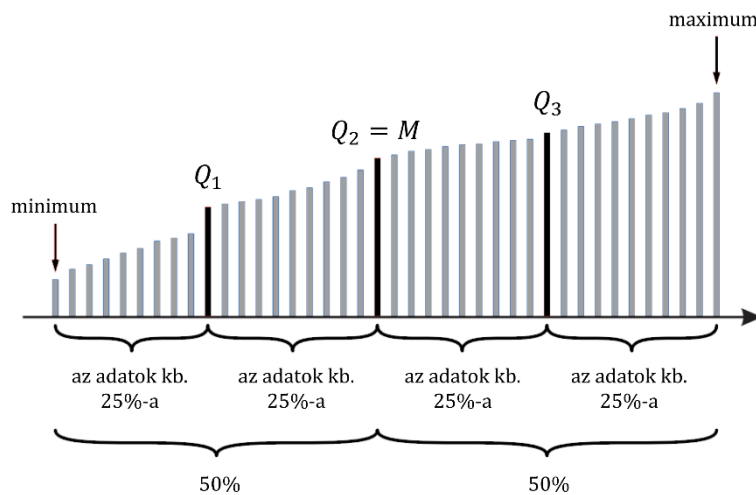 maximum
Q₃
Q₂ = M
Q₁
minimum
az adatok kb. 25%-a
az adatok kb. 25%-a
az adatok kb. 25%-a
az adatok kb. 25%-a
50%
50%